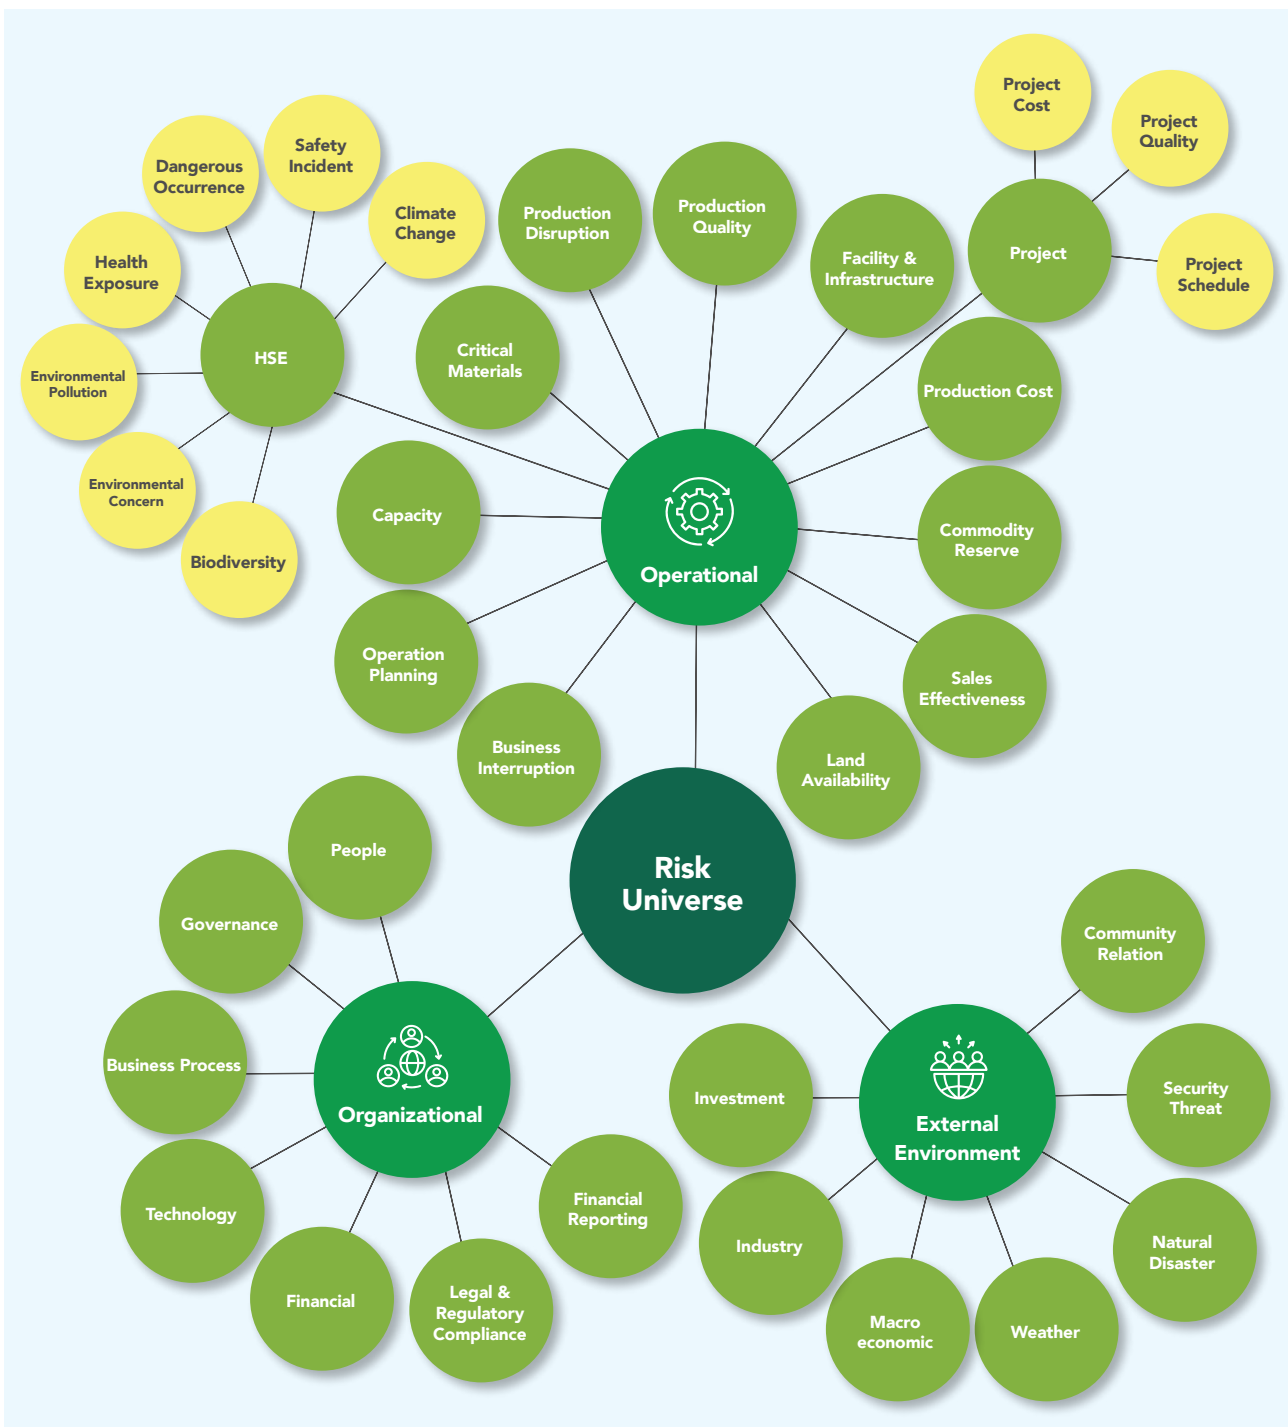 Project
Cost
Project
Quality
Safety
Incident
Dangerous
Occurrence
Climate
Change
Production
Disruption
Production
Quality
Facility &
Infrastructure
Project
Project
Schedule
Health
Exposure
HSE
Critical
Materials
Production Cost
Environmental
Pollution
Environmental
Concern
Biodiversity
Capacity
Operational
Commodity
Reserve
Operation
Planning
Sales
Effectiveness
Business
Interruption
Land
Availability
People
Risk
Universe
Governance
Community
Relation
Business Process
Organizational
Investment
External
Environment
Security
Threat
Technology
Financial
Reporting
Industry
Natural
Disaster
Financial
Legal &
Regulatory
Compliance
Macro
economic
Weather